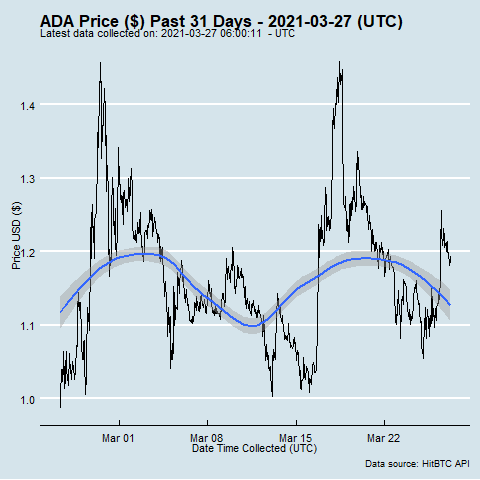 ADA Price ($) Past 31 Days - 2021-03-27 (UTC)
Latest data collected on: 2021-03-27 06:00:11 - UTC
1.4
1.3
1.2
1.1
1.0
Price USD ($)
Mar 01
Mar 08
Mar 15
Mar 22
Date Time Collected (UTC)
Data source: HitBTC API